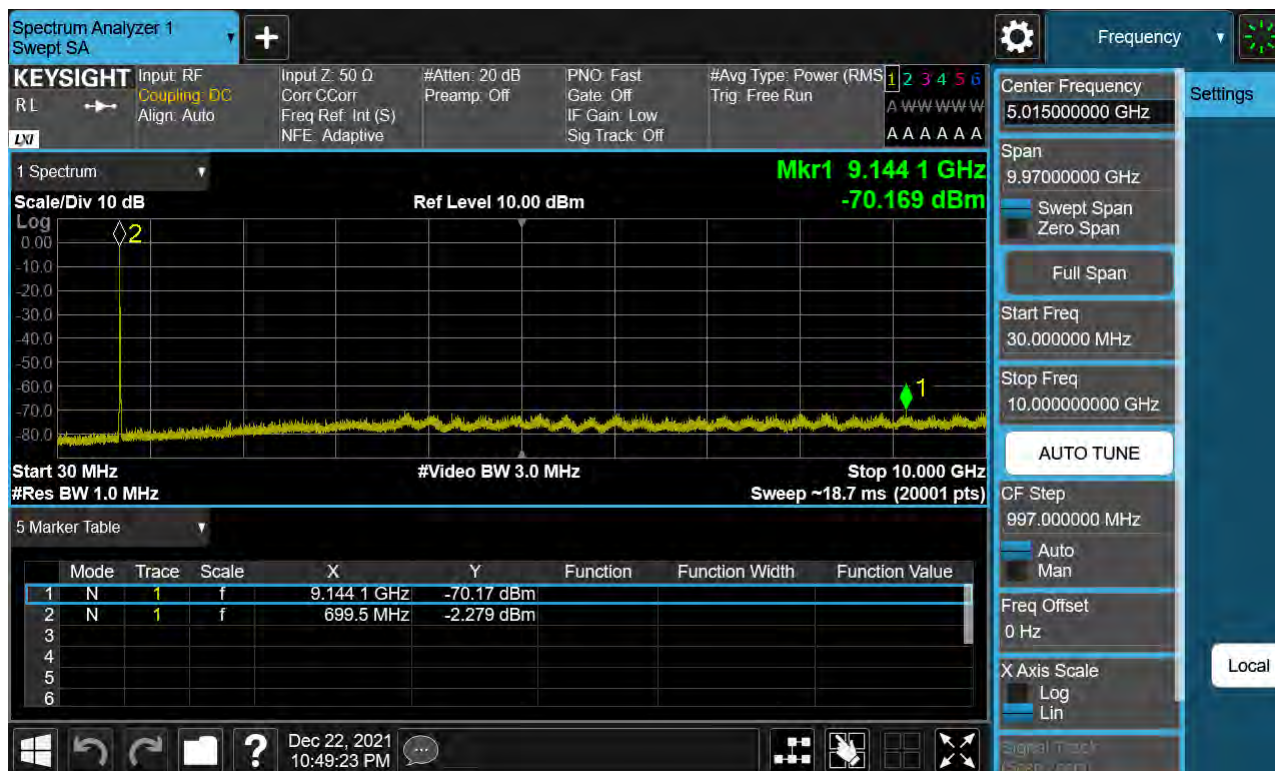 Spectrum Analyzer 1
Swept SA
+
Frequency
KEYSIGHT
RL
LXI
Input: RF
Coupling: DC
Align: Auto
Input Z: 50 Ω
Corr CCorr
Freq Ref: Int (S)
NFE: Adaptive
#Atten: 20 dB
Preamp: Off
PNO: Fast
Gate: Off
IF Gain: Low
Sig Track: Off
#Avg Type: Power (RMS
Trig: Free Run
1 2 3 4 5 6
A W W W W W
A A A A A A
1 Spectrum
Mkr1 9.144 1 GHz
-70.169 dBm
Scale/Div 10 dB
Ref Level 10.00 dBm
Log
0.00
-10.0
-20.0
-30.0
-40.0
-50.0
-60.0
-70.0
-80.0
2
1
Start 30 MHz
#Video BW 3.0 MHz
Stop 10.000 GHz
#Res BW 1.0 MHz
Sweep ~18.7 ms (20001 pts)
5 Marker Table
Mode Trace Scale X Y Function Function Width Function Value
1 N 1 f 9.144 1 GHz -70.17 dBm
2 N 1 f 699.5 MHz -2.279 dBm
3
4
5
6
?
Dec 22, 2021
10:49:23 PM
Center Frequency
5.015000000 GHz
Settings
Span
9.97000000 GHz
Swept Span
Zero Span
Full Span
Start Freq
30.000000 MHz
Stop Freq
10.000000000 GHz
AUTO TUNE
CF Step
997.000000 MHz
Auto
Man
Freq Offset
0 Hz
X Axis Scale
Log
Lin
Local
Signal Track
(Span Zoom)